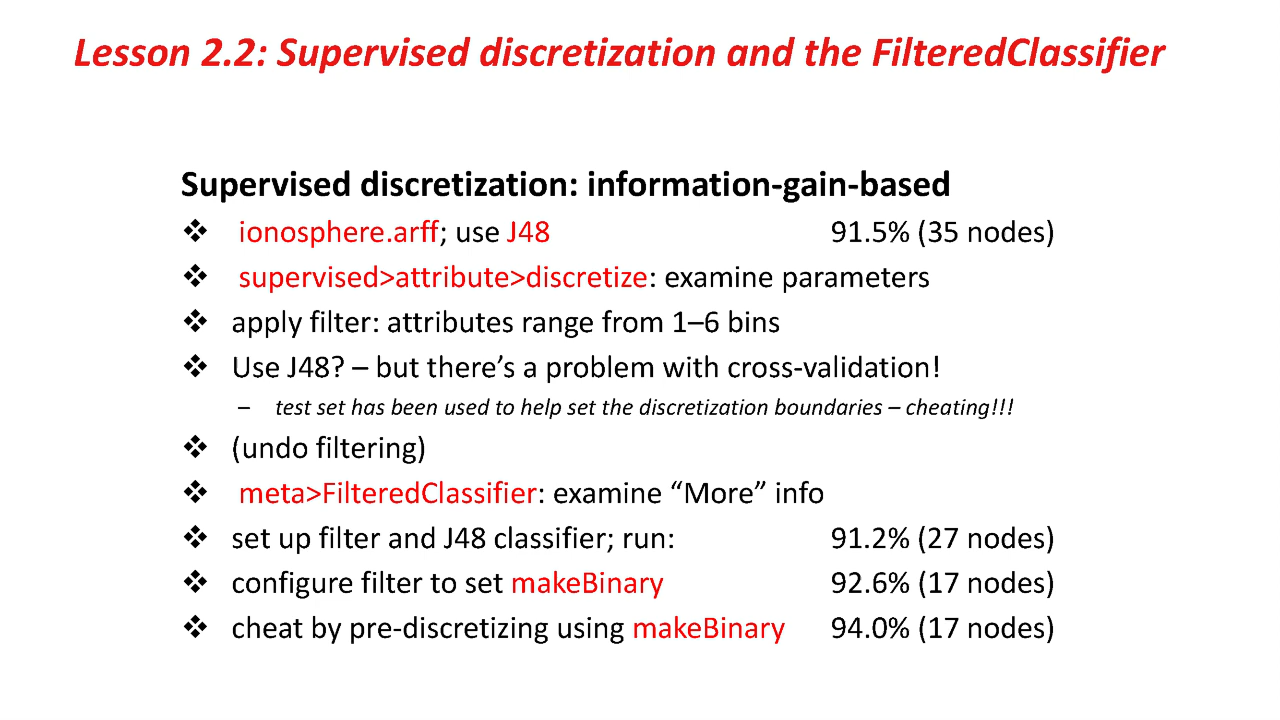 Lesson 2.2: Supervised discretization and the FilteredClassifier
Supervised discretization: information-gain-based
❖ ionosphere.arff; use J48 91.5% (35 nodes)
❖ supervised>attribute>discretize: examine parameters
❖ apply filter: attributes range from 1–6 bins
❖ Use J48? – but there’s a problem with cross-validation!
– test set has been used to help set the discretization boundaries – cheating!!!
❖ (undo filtering)
❖ meta>FilteredClassifier: examine “More” info
❖ set up filter and J48 classifier; run: 91.2% (27 nodes)
❖ configure filter to set makeBinary 92.6% (17 nodes)
❖ cheat by pre-discretizing using makeBinary 94.0% (17 nodes)